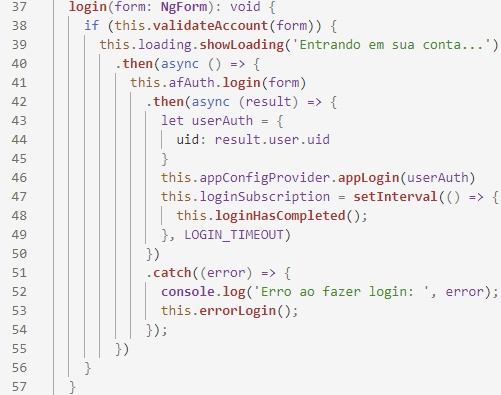 37 login(form: NgForm): void {
38 if (this.validateAccount(form)) {
39 this.loading.showLoading('Entrando em sua conta...')
40 .then(async () => {
41 this.afAuth.login(form)
42 .then(async (result) => {
43 let userAuth = {
44 uid: result.user.uid
45 }
46 this.appConfigProvider.appLogin(userAuth)
47 this.loginSubscription = setInterval(() => {
48 this.loginHasCompleted();
49 }, LOGIN_TIMEOUT)
50 })
51 .catch((error) => {
52 console.log('Erro ao fazer login: ', error);
53 this.errorLogin();
54 });
55 })
56 }
57 }